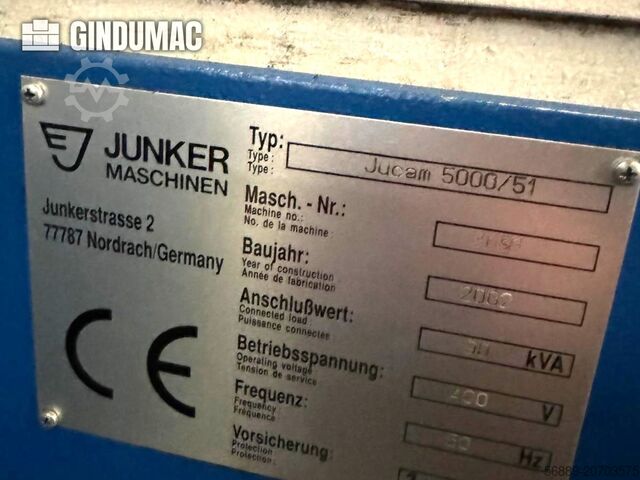 GINDUMAC
JUNKER
MASCHINEN
Junkerstrasse 2
77787 Nordrach/Germany
CE
Typ:
Type:
Type:
Jucam 5000/51
Masch. - Nr.:
Machine no.:
No. de la machine:
Baujahr:
Year of construction
Année de fabrication
2002
Anschlußwert:
Connected load:
Puissance connectée
kVA
Betriebsspannung:
Operating voltage
Tension de service
400
V
Frequenz:
Frequency
Fréquence
50
Hz
Vorsicherung:
Protection